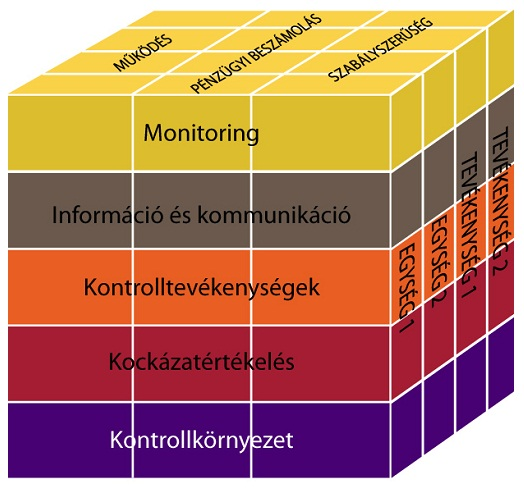 MŰKÖDÉS
PÉNZÜGYI BESZÁMOLÁS
SZABÁLYSZERŰSÉG
Monitoring
Információ és kommunikáció
Kontrolltevékenységek
Kockázatértékelés
Kontrollkörnyezet
EGYSÉG 1
EGYSÉG 2
TEVÉKENYSÉG 1
TEVÉKENYSÉG 2